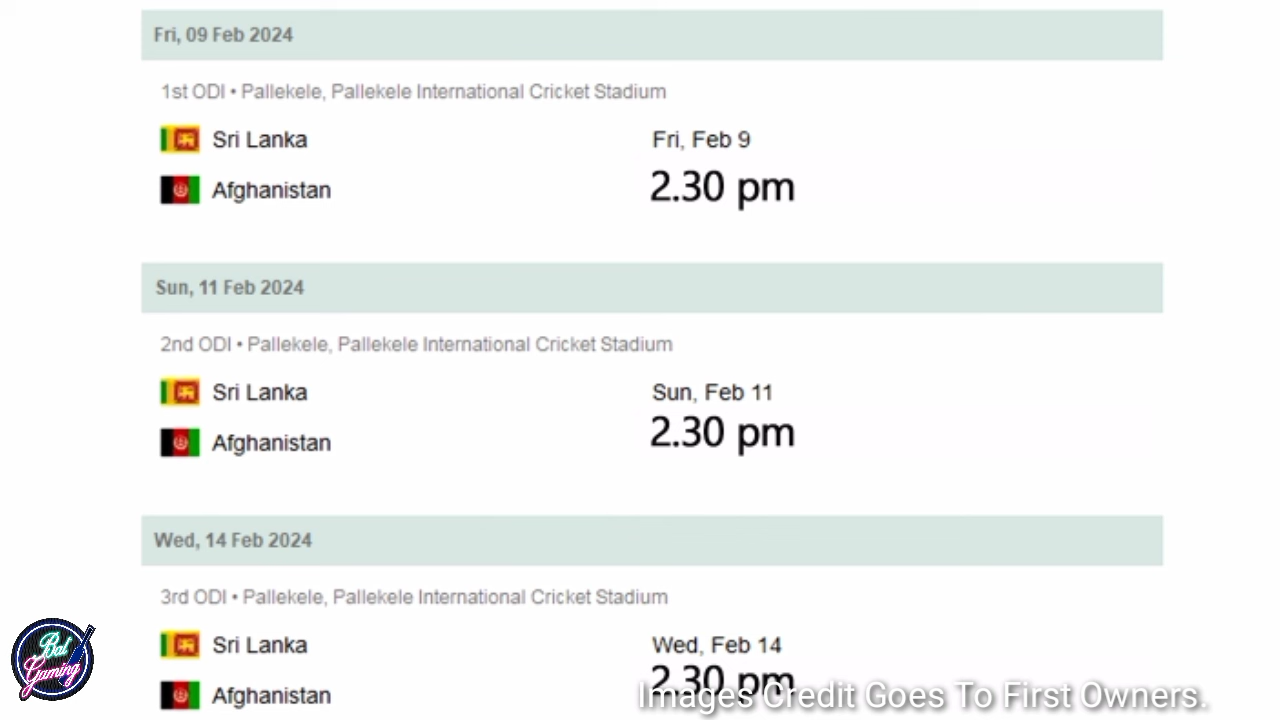 Fri, 09 Feb 2024
1st ODI • Pallekele, Pallekele International Cricket Stadium
Sri Lanka
Fri, Feb 9
Afghanistan
2.30 pm
Sun, 11 Feb 2024
2nd ODI • Pallekele, Pallekele International Cricket Stadium
Sri Lanka
Sun, Feb 11
Afghanistan
2.30 pm
Wed, 14 Feb 2024
3rd ODI • Pallekele, Pallekele International Cricket Stadium
Sri Lanka
Wed, Feb 14
Afghanistan
2.30 pm
Images Credit Goes To First Owners.
Bal
Gaming